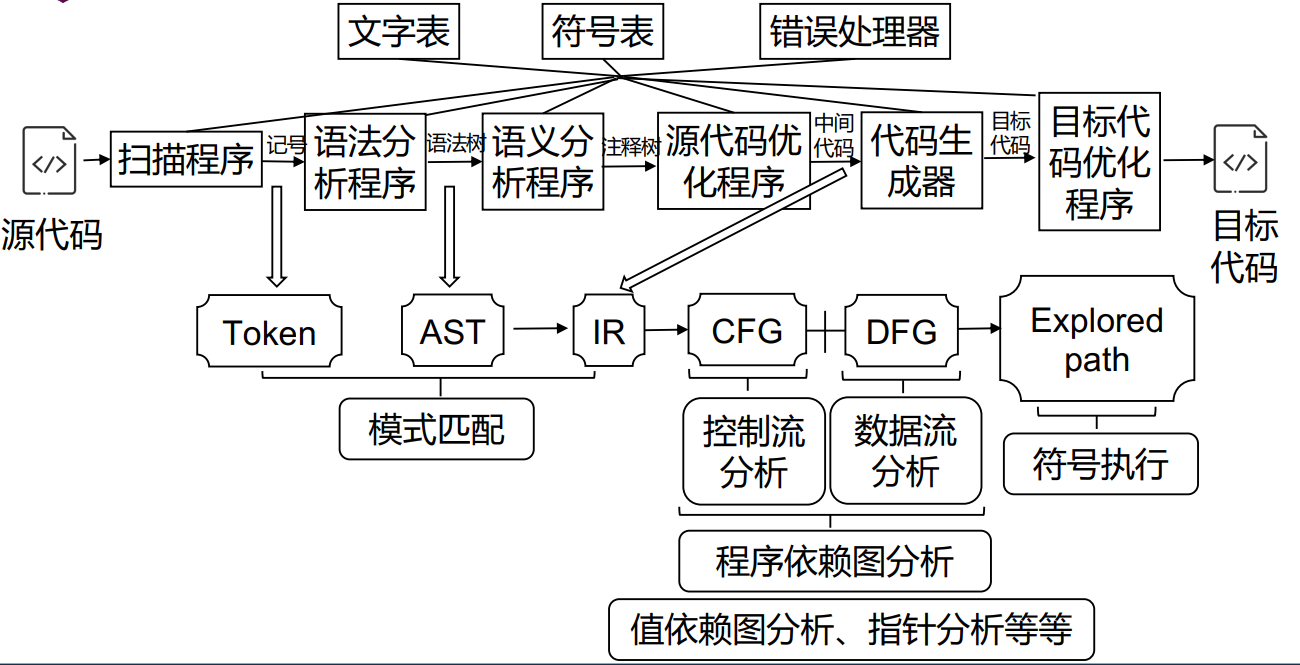 文字表
符号表
错误处理器
</>
扫描程序
记号
语法分
析程序
语法树
语义分
析程序
注释树
源代码优
化程序
中间
代码
代码生
成器
目标
代码
目标代
码优化
程序
</>
源代码
目标
代码
Token
AST
IR
CFG
DFG
Explored
path
模式匹配
控制流
分析
数据流
分析
符号执行
程序依赖图分析
值依赖图分析、指针分析等等